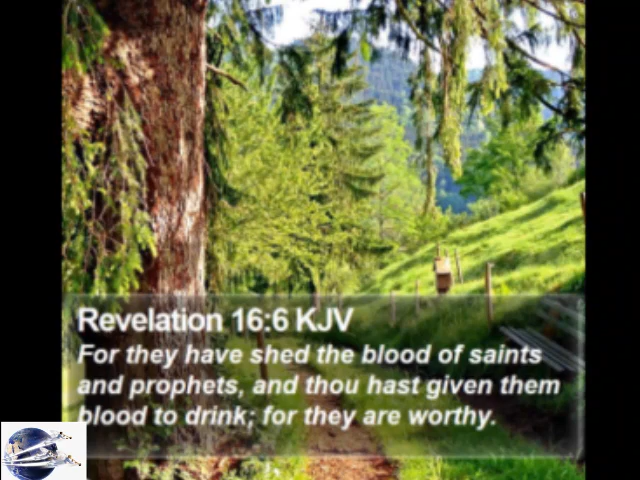 Revelation 16:6 KJV
For they have shed the blood of saints
and prophets, and thou hast given them
blood to drink; for they are worthy.